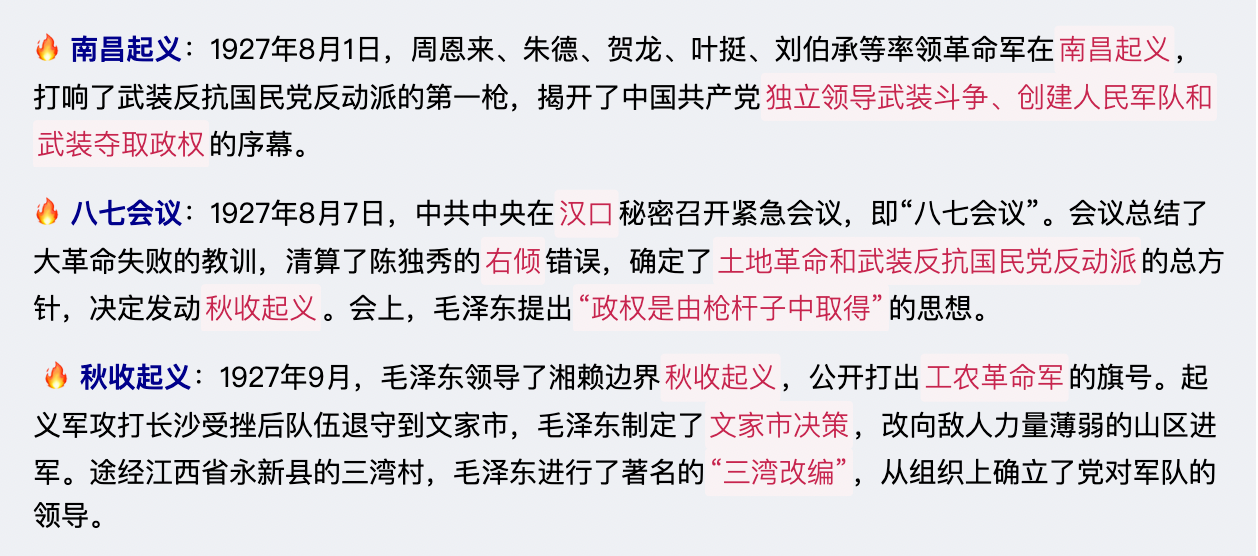 🔥 南昌起义：1927年8月1日，周恩来、朱德、贺龙、叶挺、刘伯承等率领革命军在南昌起义，
打响了武装反抗国民党反动派的第一枪，揭开了中国共产党独立领导武装斗争、创建人民军队和
武装夺取政权的序幕。
🔥 八七会议：1927年8月7日，中共中央在汉口秘密召开紧急会议，即“八七会议”。会议总结了
大革命失败的教训，清算了陈独秀的右倾错误，确定了土地革命和武装反抗国民党反动派的总方
针，决定发动秋收起义。会上，毛泽东提出“政权是由枪杆子中取得”的思想。
🔥 秋收起义：1927年9月，毛泽东领导了湘赖边界秋收起义，公开打出工农革命军的旗号。起
义军攻打长沙受挫后队伍退守到文家市，毛泽东制定了文家市决策，改向敌人力量薄弱的山区进
军。途经江西省永新县的三湾村，毛泽东进行了著名的“三湾改编”，从组织上确立了党对军队的
领导。